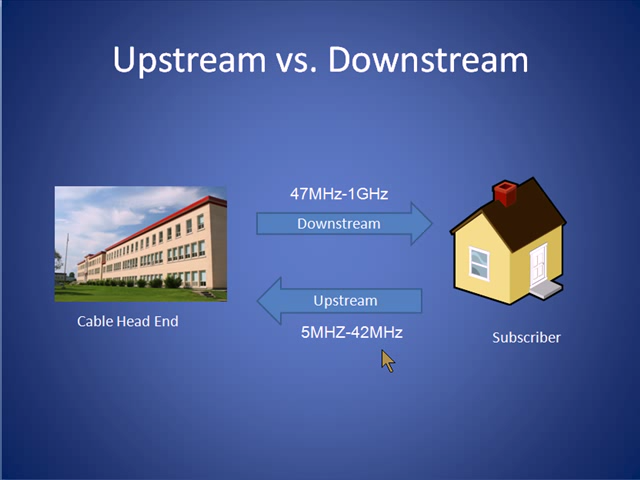 Upstream vs. Downstream
47MHz-1GHz
Downstream
Upstream
5MHZ-42MHz
Cable Head End
Subscriber